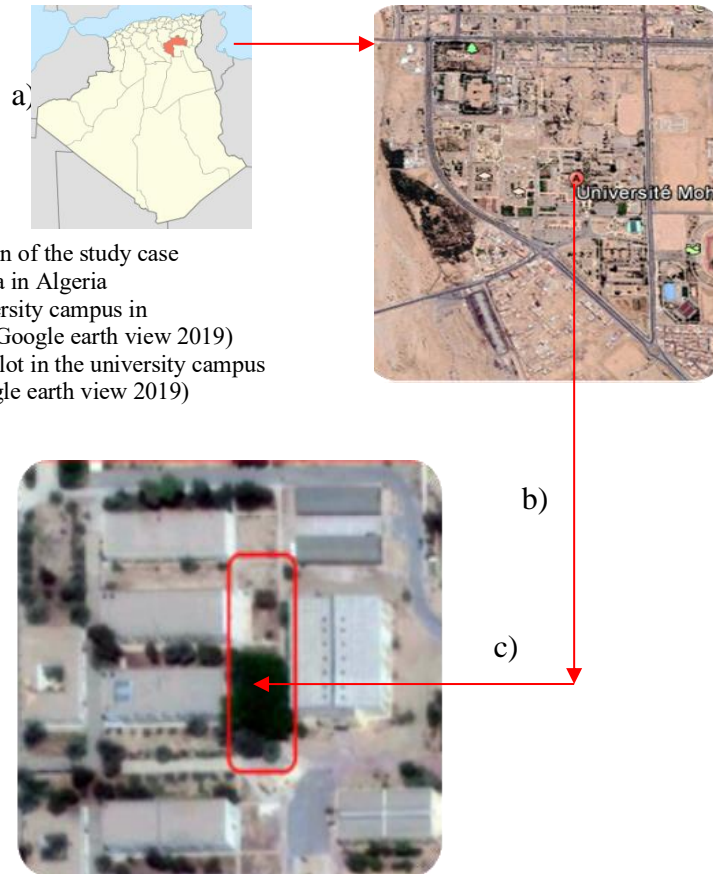 a)
Université Moh
n of the study case
a in Algeria
ersity campus in
Google earth view 2019)
lot in the university campus
gle earth view 2019)
b)
c)